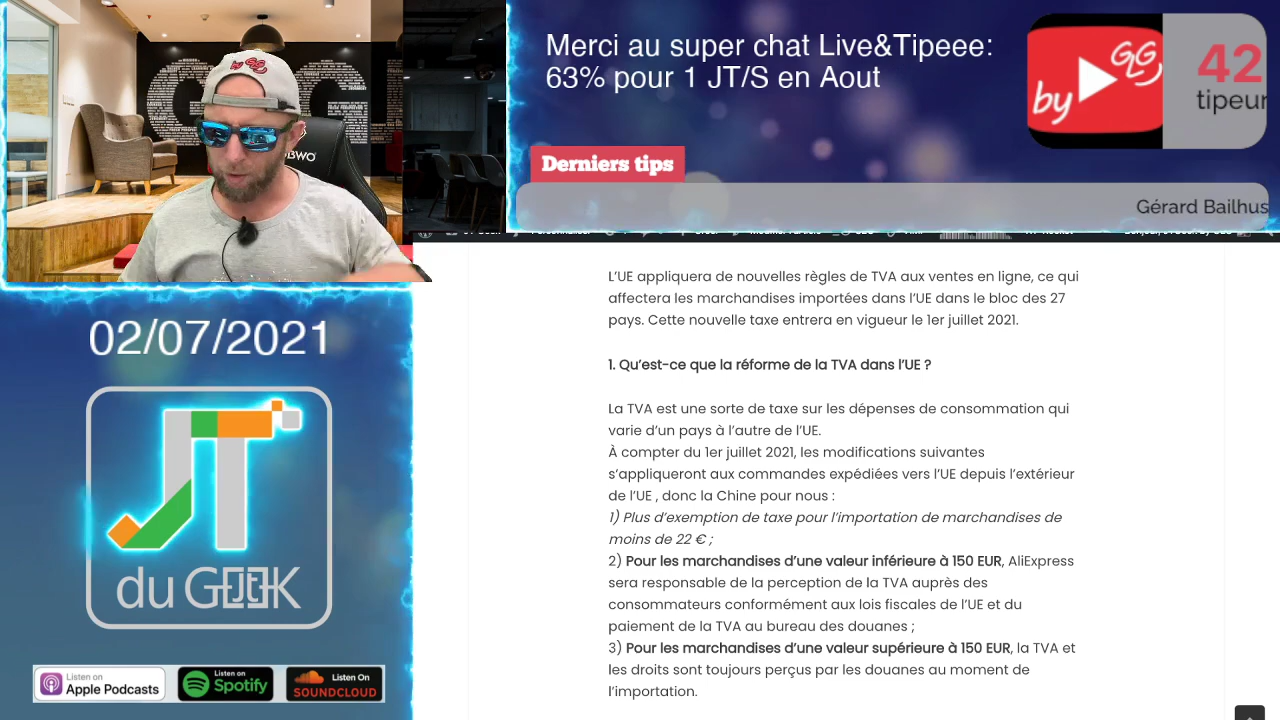 Merci au super chat Live&Tipeee:
63% pour 1 JT/S en Aout
by GG
42
tipeur
Derniers tips
Gérard Bailhus
by GG
BWO
L'UE appliquera de nouvelles règles de TVA aux ventes en ligne, ce qui
affectera les marchandises importées dans l'UE dans le bloc des 27
pays. Cette nouvelle taxe entrera en vigueur le 1er juillet 2021.
1. Qu'est-ce que la réforme de la TVA dans l'UE ?
La TVA est une sorte de taxe sur les dépenses de consommation qui
varie d'un pays à l'autre de l'UE.
À compter du 1er juillet 2021, les modifications suivantes
s'appliqueront aux commandes expédiées vers l'UE depuis l'extérieur
de l'UE , donc la Chine pour nous :
1) Plus d'exemption de taxe pour l'importation de marchandises de
moins de 22 € ;
2) Pour les marchandises d'une valeur inférieure à 150 EUR, AliExpress
sera responsable de la perception de la TVA auprès des
consommateurs conformément aux lois fiscales de l'UE et du
paiement de la TVA au bureau des douanes ;
3) Pour les marchandises d'une valeur supérieure à 150 EUR, la TVA et
les droits sont toujours perçus par les douanes au moment de
l'importation.
02/07/2021
JT
du GEEK
Listen on
Apple Podcasts
Listen on
Spotify
Listen On
SOUNDCLOUD